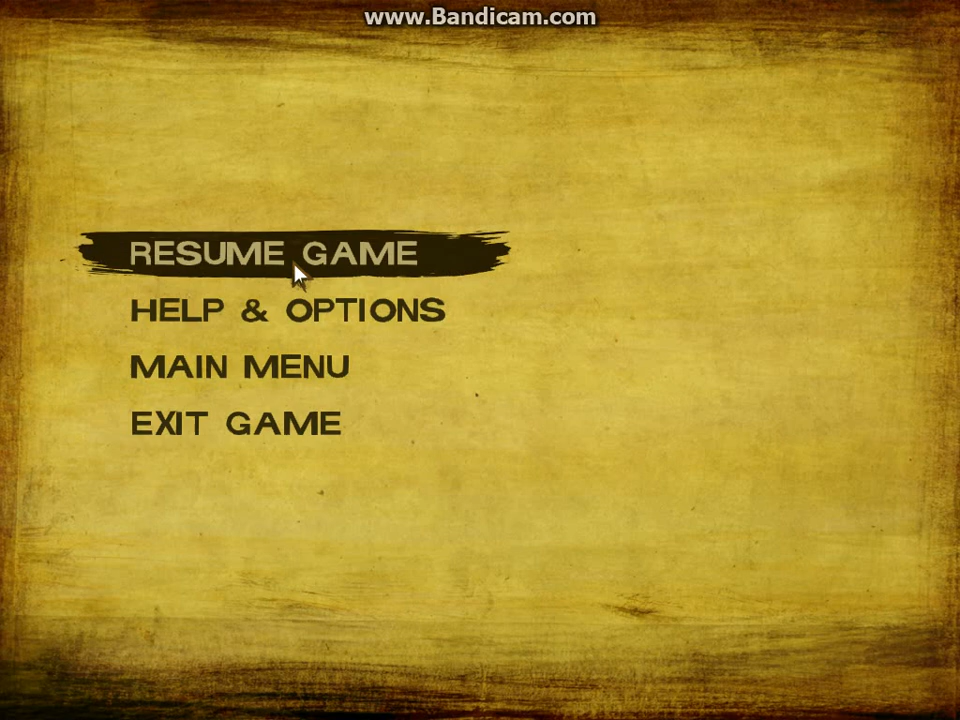 www.Bandicam.com
RESUME GAME
HELP & OPTIONS
MAIN MENU
EXIT GAME